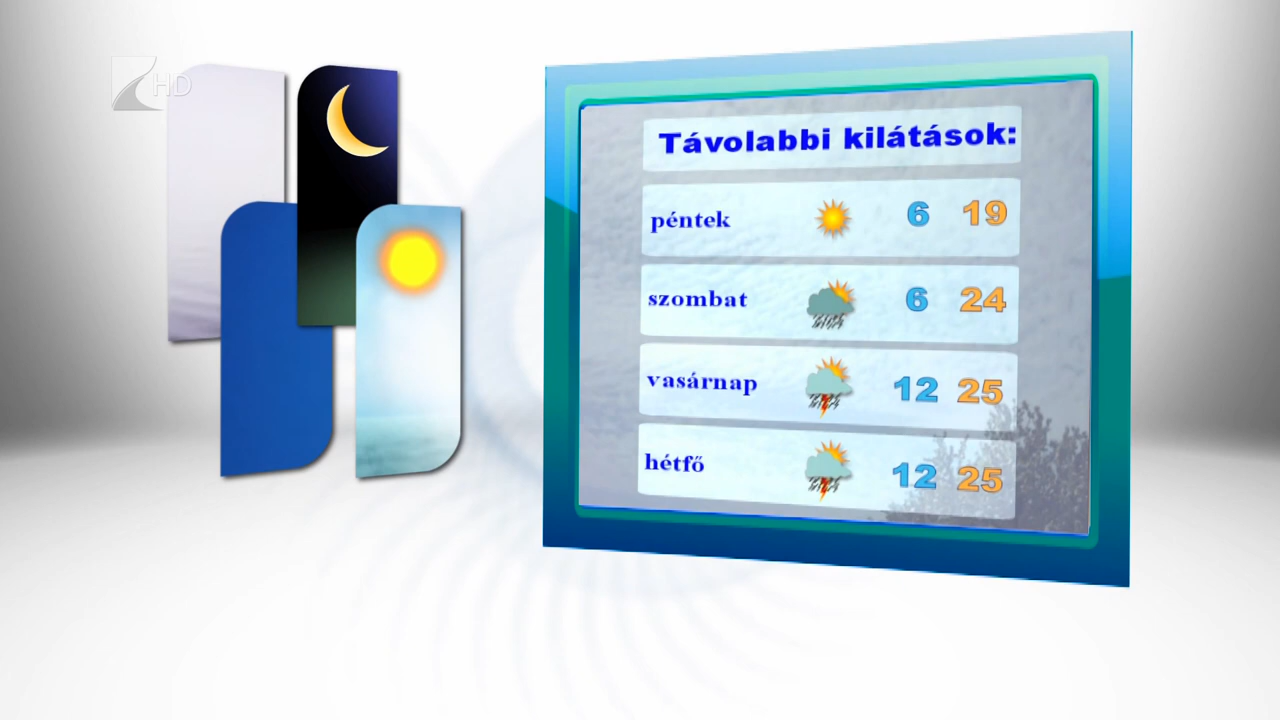 HD
Távolabbi kilátások:
péntek 6 19
szombat 6 24
vasárnap 12 25
hétfő 12 25